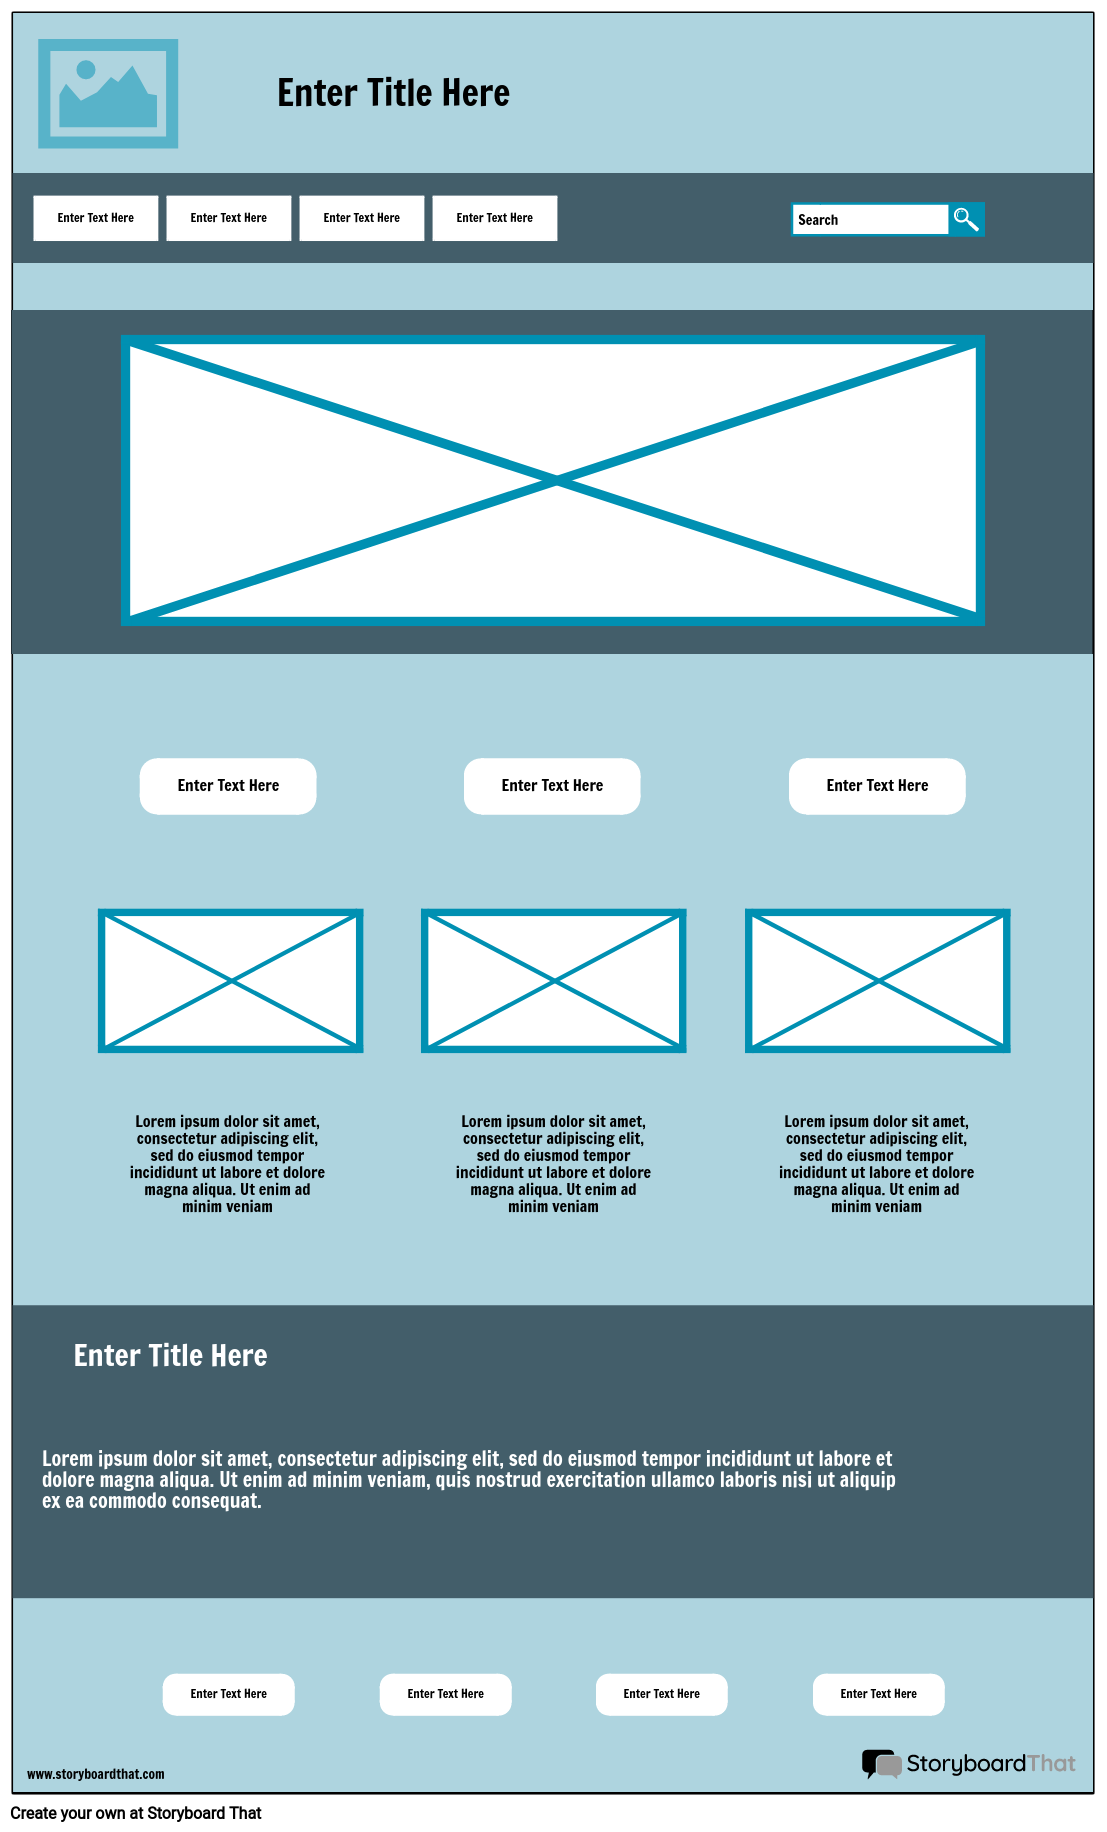 Enter Title Here
Enter Text Here
Enter Text Here
Enter Text Here
Enter Text Here
Search
Enter Text Here
Enter Text Here
Enter Text Here
Lorem ipsum dolor sit amet,
consectetur adipiscing elit,
sed do eiusmod tempor
incididunt ut labore et dolore
magna aliqua. Ut enim ad
minim veniam
Lorem ipsum dolor sit amet,
consectetur adipiscing elit,
sed do eiusmod tempor
incididunt ut labore et dolore
magna aliqua. Ut enim ad
minim veniam
Lorem ipsum dolor sit amet,
consectetur adipiscing elit,
sed do eiusmod tempor
incididunt ut labore et dolore
magna aliqua. Ut enim ad
minim veniam
Enter Title Here
Lorem ipsum dolor sit amet, consectetur adipiscing elit, sed do eiusmod tempor incididunt ut labore et
dolore magna aliqua. Ut enim ad minim veniam, quis nostrud exercitation ullamco laboris nisi ut aliquip
ex ea commodo consequat.
Enter Text Here
Enter Text Here
Enter Text Here
Enter Text Here
www.storyboardthat.com
StoryboardThat
Create your own at Storyboard That